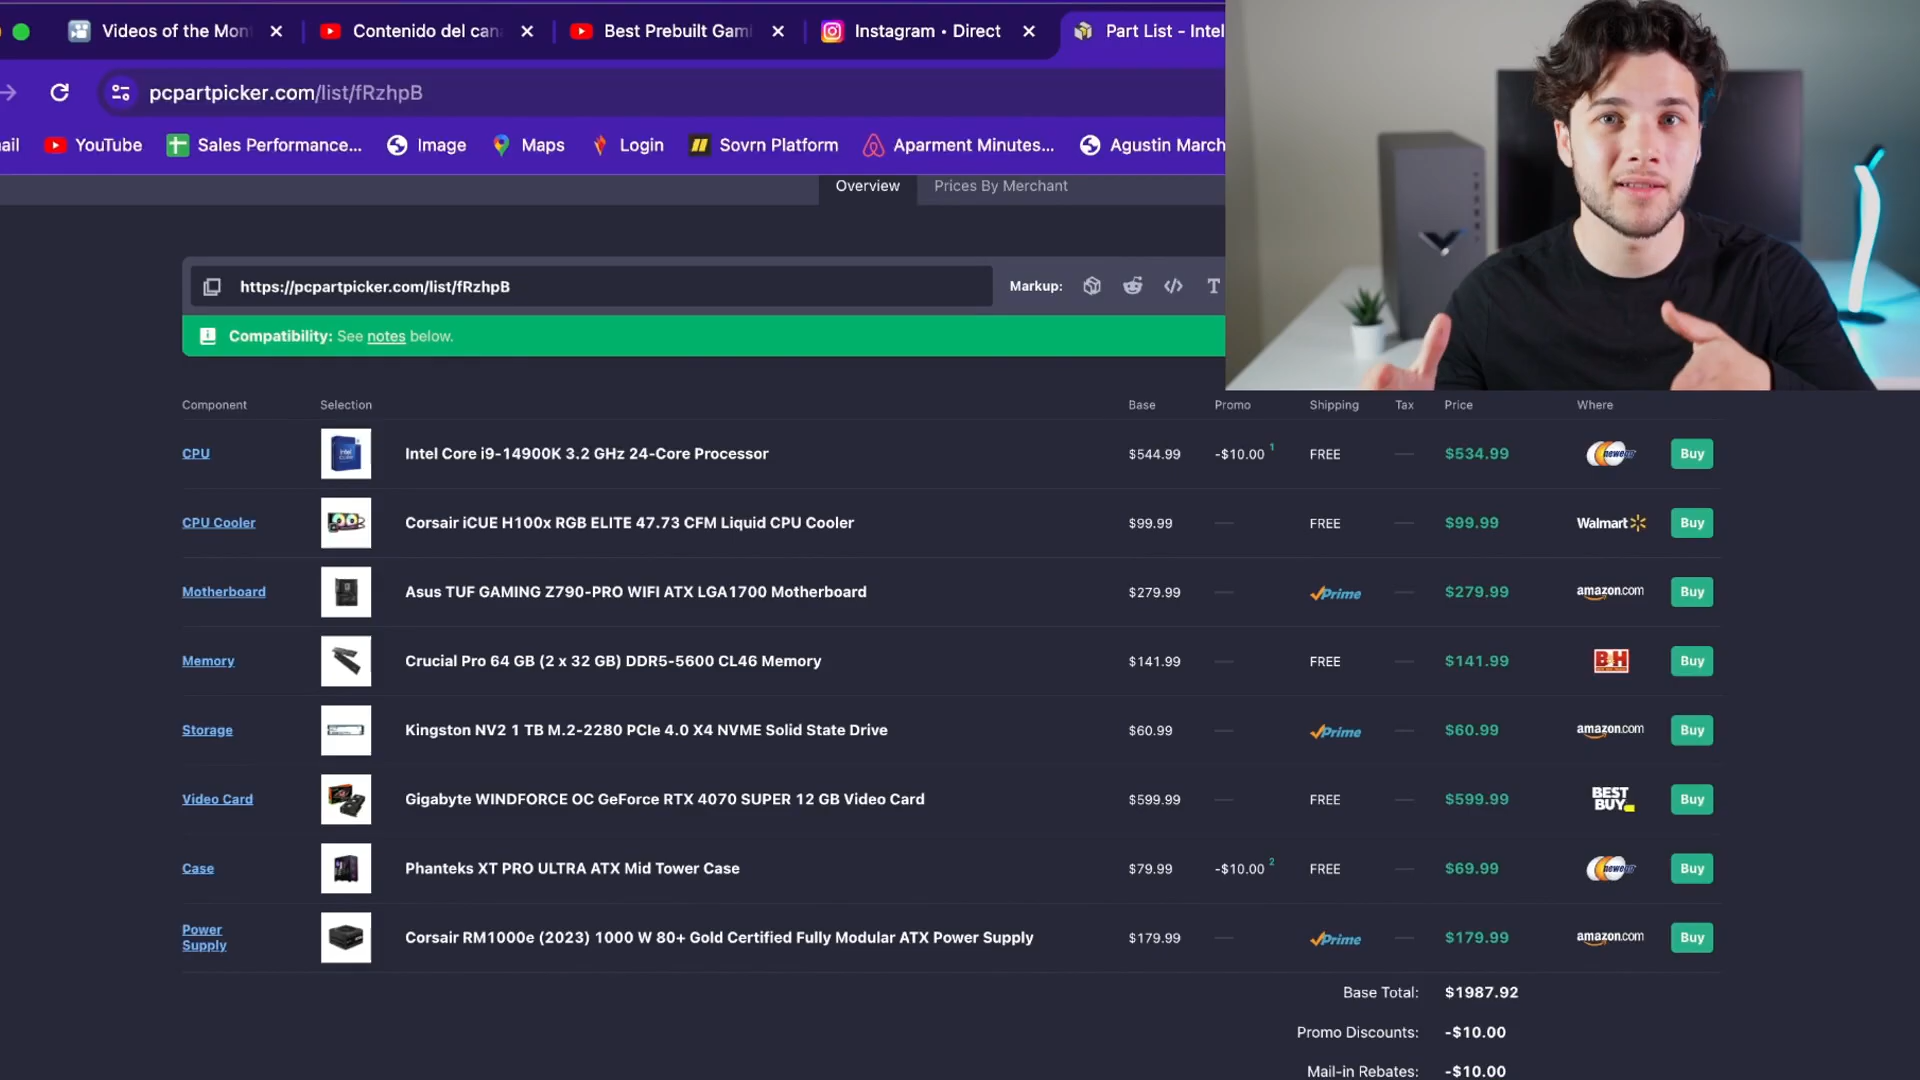 Videos of the Mon
Contenido del can
Best Prebuilt Gami
Instagram • Direct
Part List - Intel
pcpartpicker.com/list/fRzhpB
ail
YouTube
Sales Performance...
Image
Maps
Login
Sovrn Platform
Aparment Minutes...
Agustin March
Overview
Prices By Merchant
https://pcpartpicker.com/list/fRzhpB
Markup:
Compatibility: See notes below.
Component Selection Base Promo Shipping Tax Price Where
CPU Intel Core i9-14900K 3.2 GHz 24-Core Processor $544.99 -$10.00 1 FREE — $534.99 newegg Buy
CPU Cooler Corsair iCUE H100x RGB ELITE 47.73 CFM Liquid CPU Cooler $99.99 — FREE — $99.99 Walmart Buy
Motherboard Asus TUF GAMING Z790-PRO WIFI ATX LGA1700 Motherboard $279.99 — Prime — $279.99 amazon.com Buy
Memory Crucial Pro 64 GB (2 x 32 GB) DDR5-5600 CL46 Memory $141.99 — FREE — $141.99 B&H Buy
Storage Kingston NV2 1 TB M.2-2280 PCIe 4.0 X4 NVME Solid State Drive $60.99 — Prime — $60.99 amazon.com Buy
Video Card Gigabyte WINDFORCE OC GeForce RTX 4070 SUPER 12 GB Video Card $599.99 — FREE — $599.99 BEST BUY Buy
Case Phanteks XT PRO ULTRA ATX Mid Tower Case $79.99 -$10.00 2 FREE — $69.99 newegg Buy
Power Supply Corsair RM1000e (2023) 1000 W 80+ Gold Certified Fully Modular ATX Power Supply $179.99 — Prime — $179.99 amazon.com Buy
Base Total: $1987.92
Promo Discounts: -$10.00
Mail-in Rebates: -$10.00